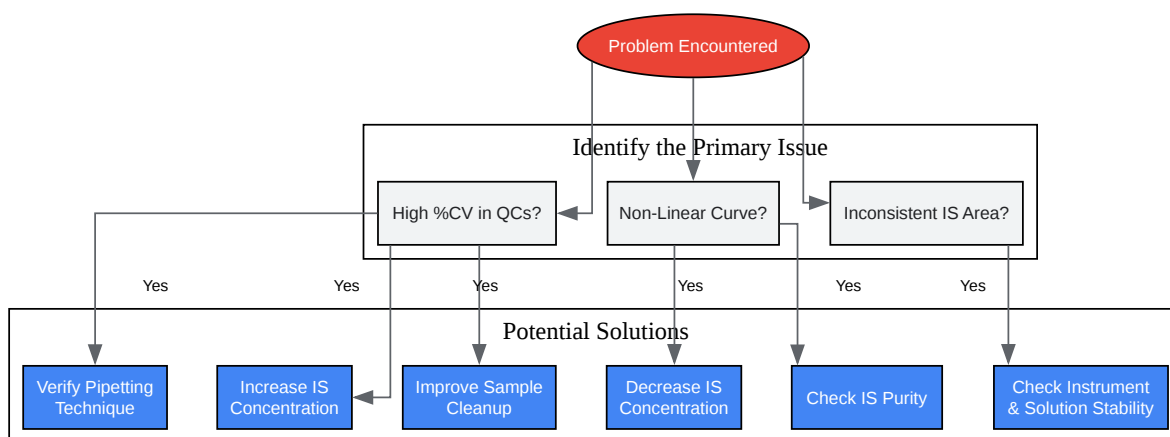 Problem Encountered
Identify the Primary Issue
High %CV in QCs?
Non-Linear Curve?
Inconsistent IS Area?
Yes
Yes
Yes
Yes
Yes
Yes
Potential Solutions
Verify Pipetting
Technique
Increase IS
Concentration
Improve Sample
Cleanup
Decrease IS
Concentration
Check IS Purity
Check Instrument
& Solution Stability